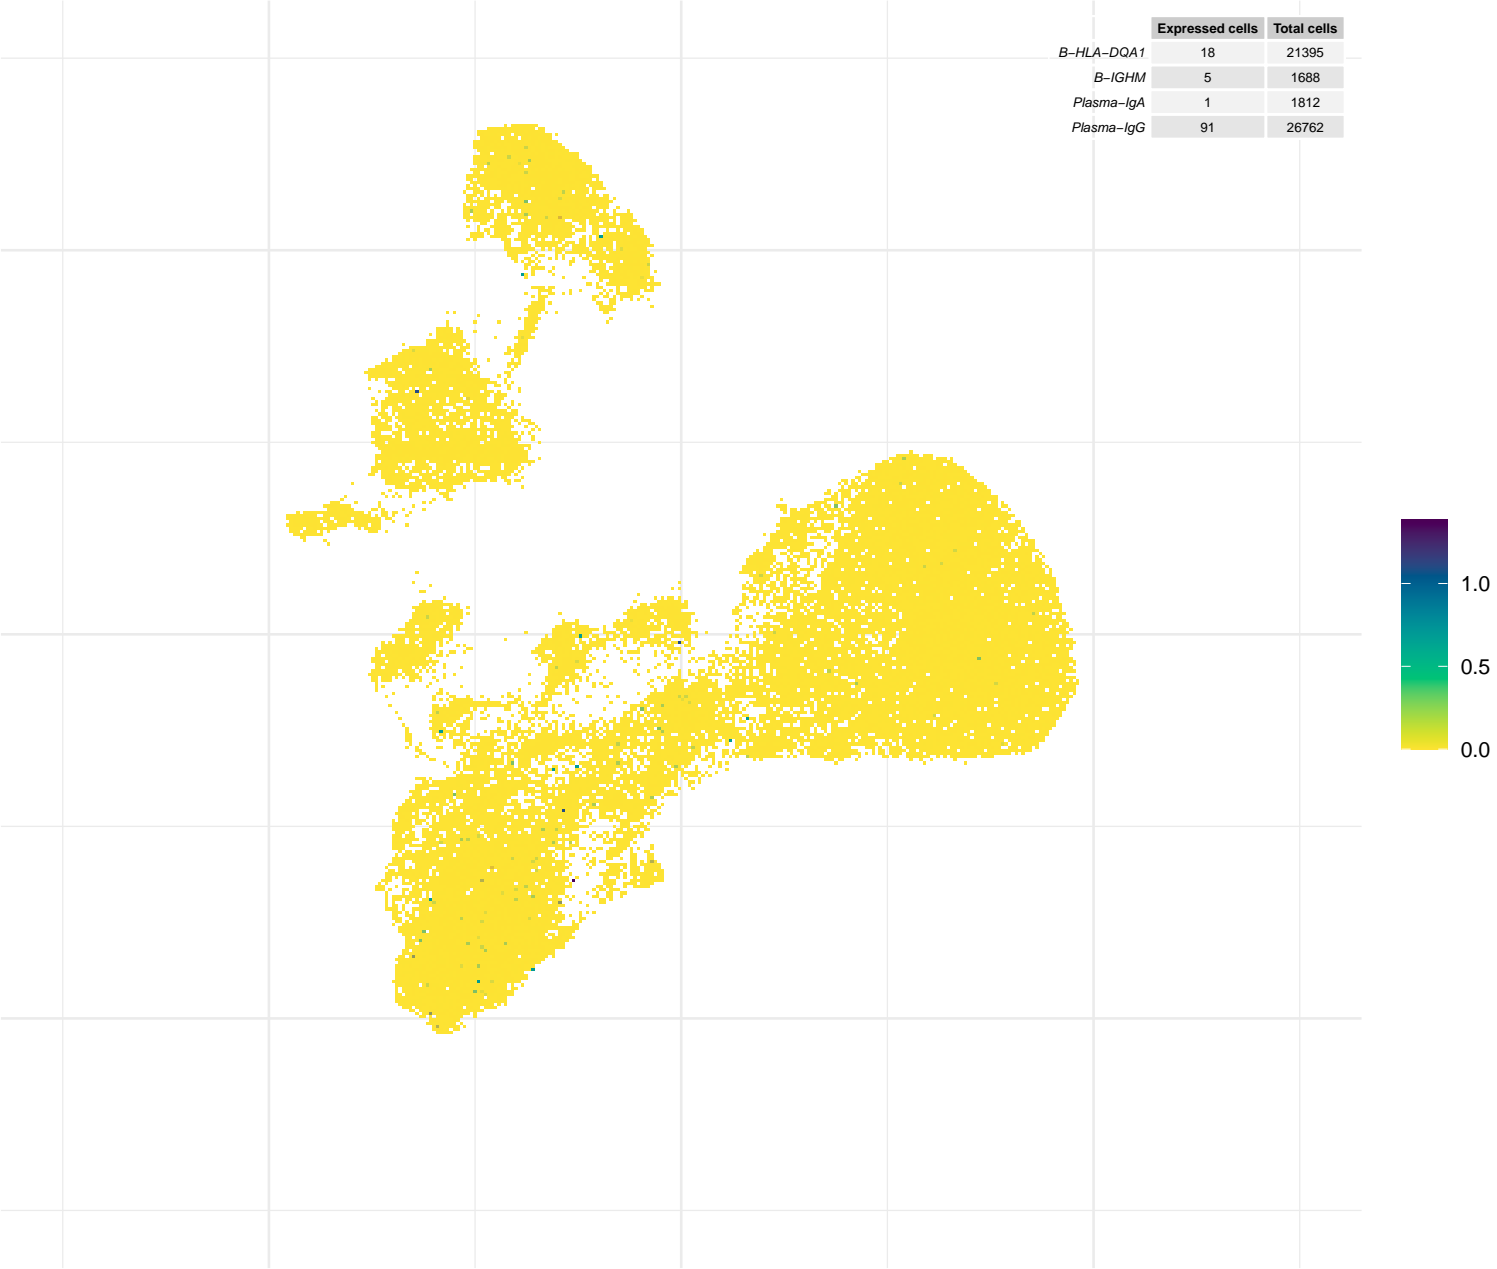 Expressed cells Total cells
B−HLA−DQA1 18 21395
B−IGHM 5 1688
Plasma−IgA 1 1812
Plasma−IgG 91 26762
1.0
0.5
0.0